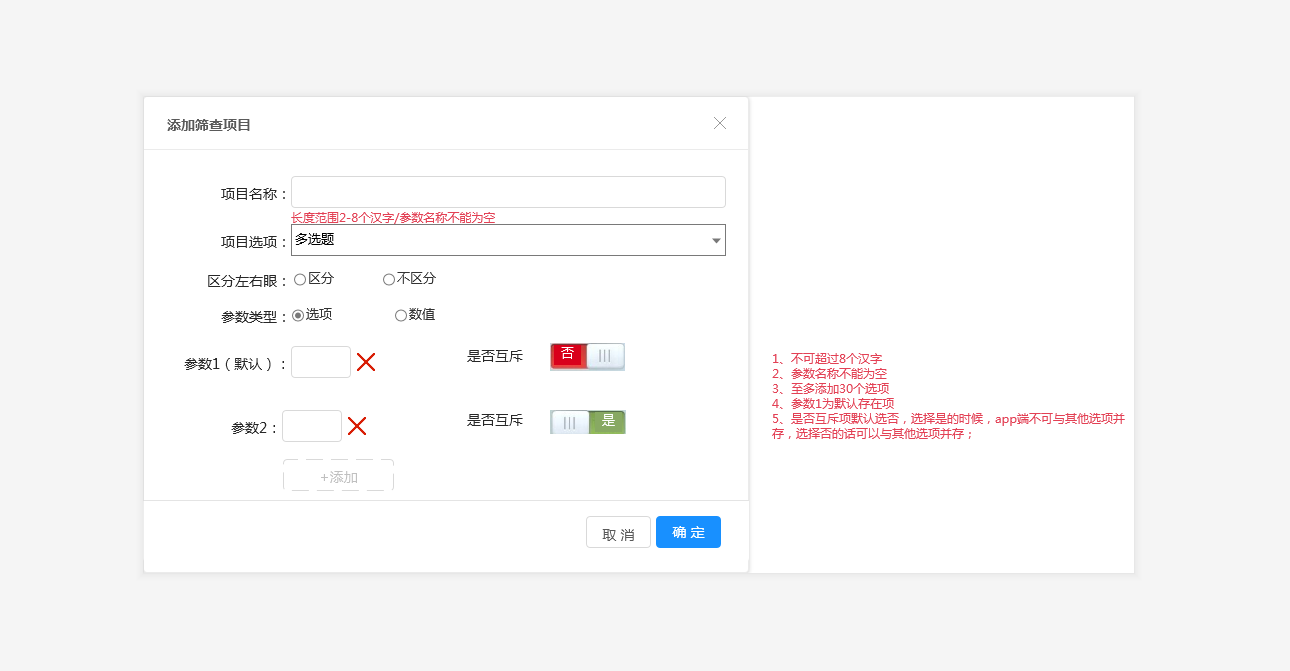 添加筛查项目
项目名称：
长度范围2-8个汉字/参数名称不能为空
项目选项：
多选题
区分左右眼：
区分
不区分
参数类型：
选项
数值
参数1（默认）：
是否互斥
否
参数2：
是否互斥
是
+添加
取 消
确 定
1、不可超过8个汉字
2、参数名称不能为空
3、至多添加30个选项
4、参数1为默认存在项
5、是否互斥项默认选否，选择是的时候，app端不可与其他选项并
存，选择否的话可以与其他选项并存；